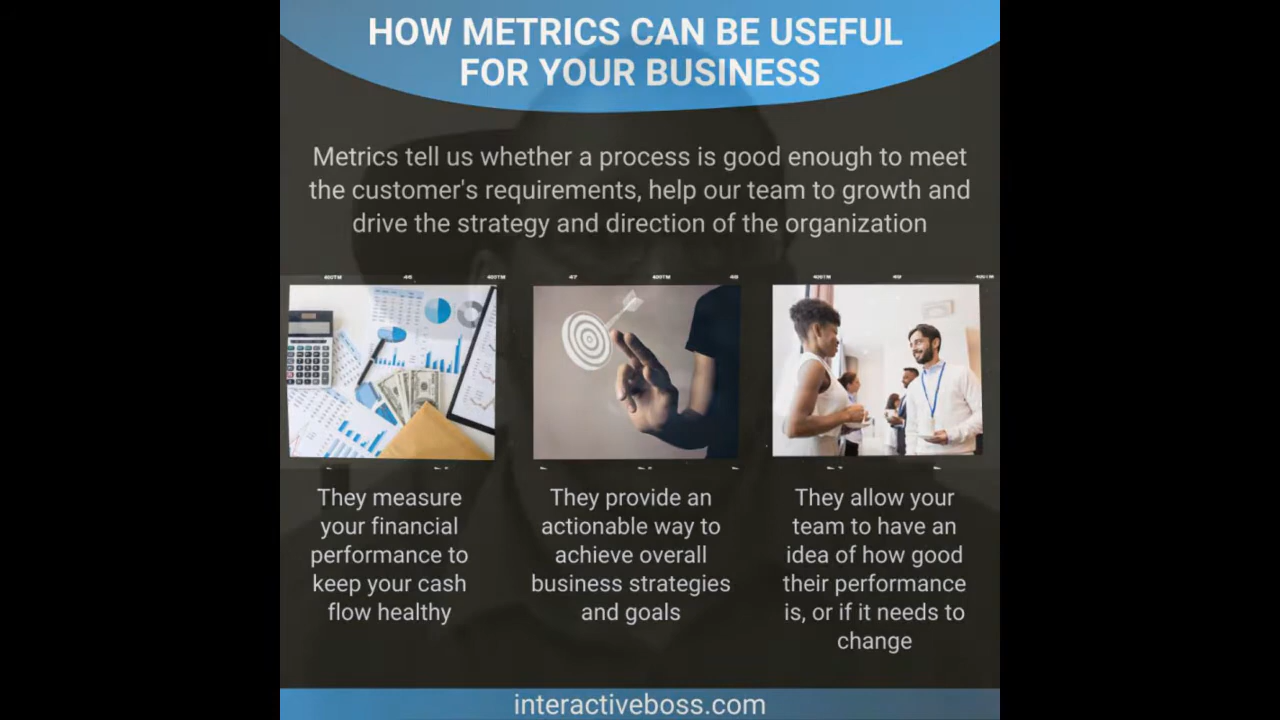 HOW METRICS CAN BE USEFUL
FOR YOUR BUSINESS
Metrics tell us whether a process is good enough to meet
the customer's requirements, help our team to growth and
drive the strategy and direction of the organization
They measure
your financial
performance to
keep your cash
flow healthy
They provide an
actionable way to
achieve overall
business strategies
and goals
They allow your
team to have an
idea of how good
their performance
is, or if it needs to
change
interactiveboss.com